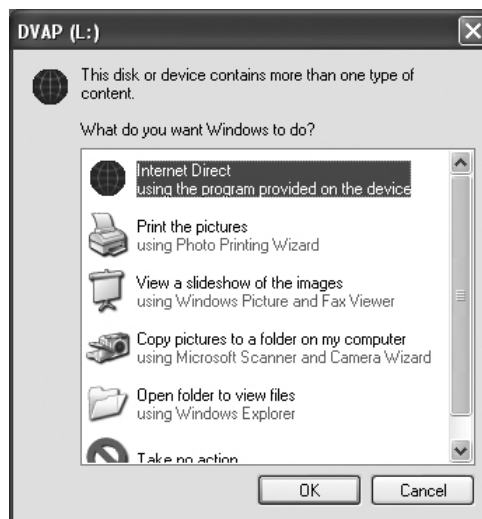 DVAP (L:)
This disk or device contains more than one type of
content.
What do you want Windows to do?
Internet Direct
using the program provided on the device
Print the pictures
using Photo Printing Wizard
View a slideshow of the images
using Windows Picture and Fax Viewer
Copy pictures to a folder on my computer
using Microsoft Scanner and Camera Wizard
Open folder to view files
using Windows Explorer
Take no action
OK
Cancel